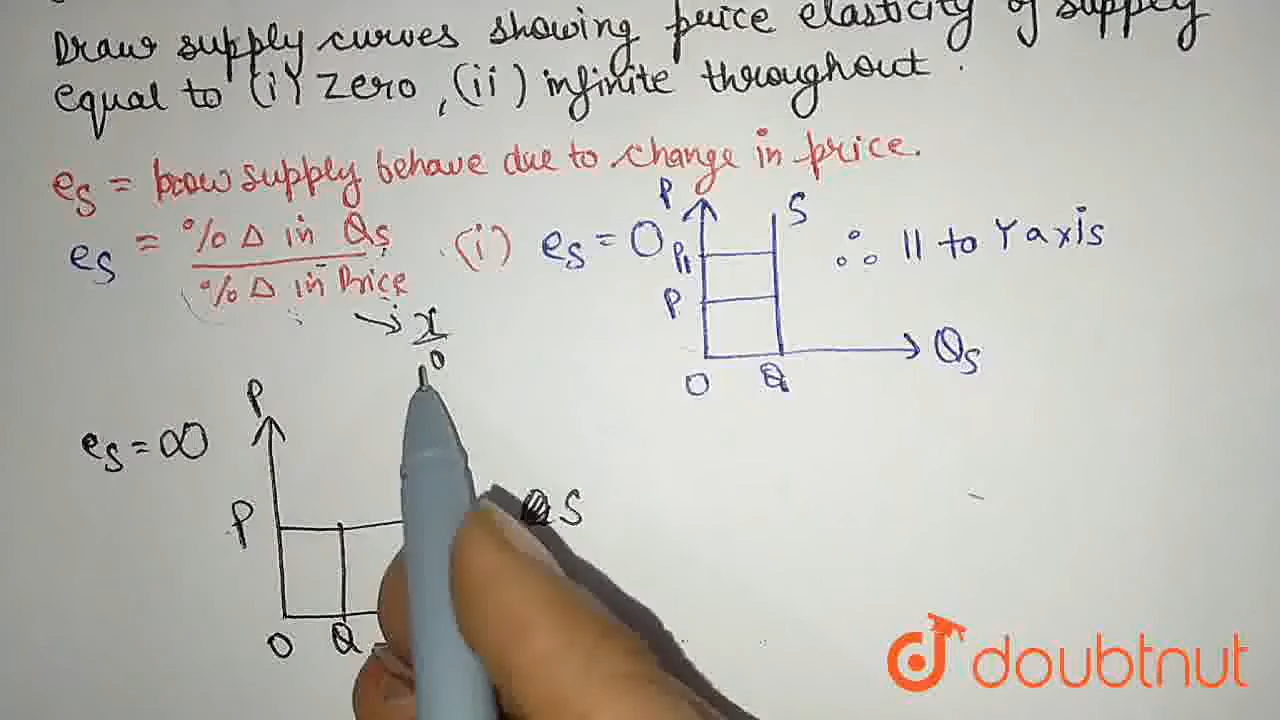 Draw supply curves showing price elasticity of supply
equal to (i) zero, (ii) infinite throughout.
es = how supply behave due to change in price.
es = % Δ in Qs
% Δ in Price
(i) es = 0
P
S
P1
P
O
Q
Qs
∴ || to Y axis
→ x
0
es = ∞
P
P
O
Q
S
doubtnut